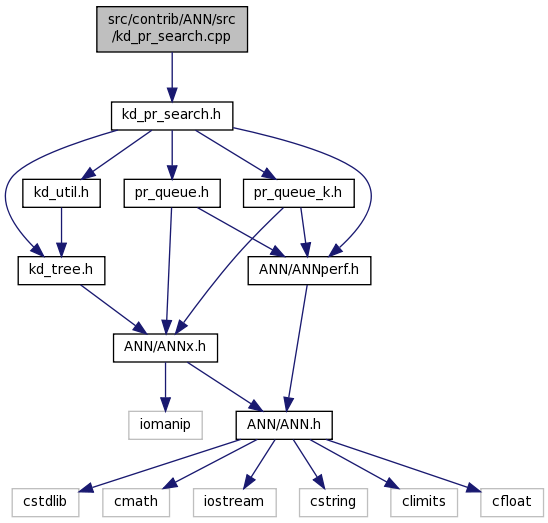 src/contrib/ANN/src
/kd_pr_search.cpp
kd_pr_search.h
kd_util.h
pr_queue.h
pr_queue_k.h
kd_tree.h
ANN/ANNperf.h
ANN/ANNx.h
iomanip
ANN/ANN.h
cstdlib
cmath
iostream
cstring
climits
cfloat